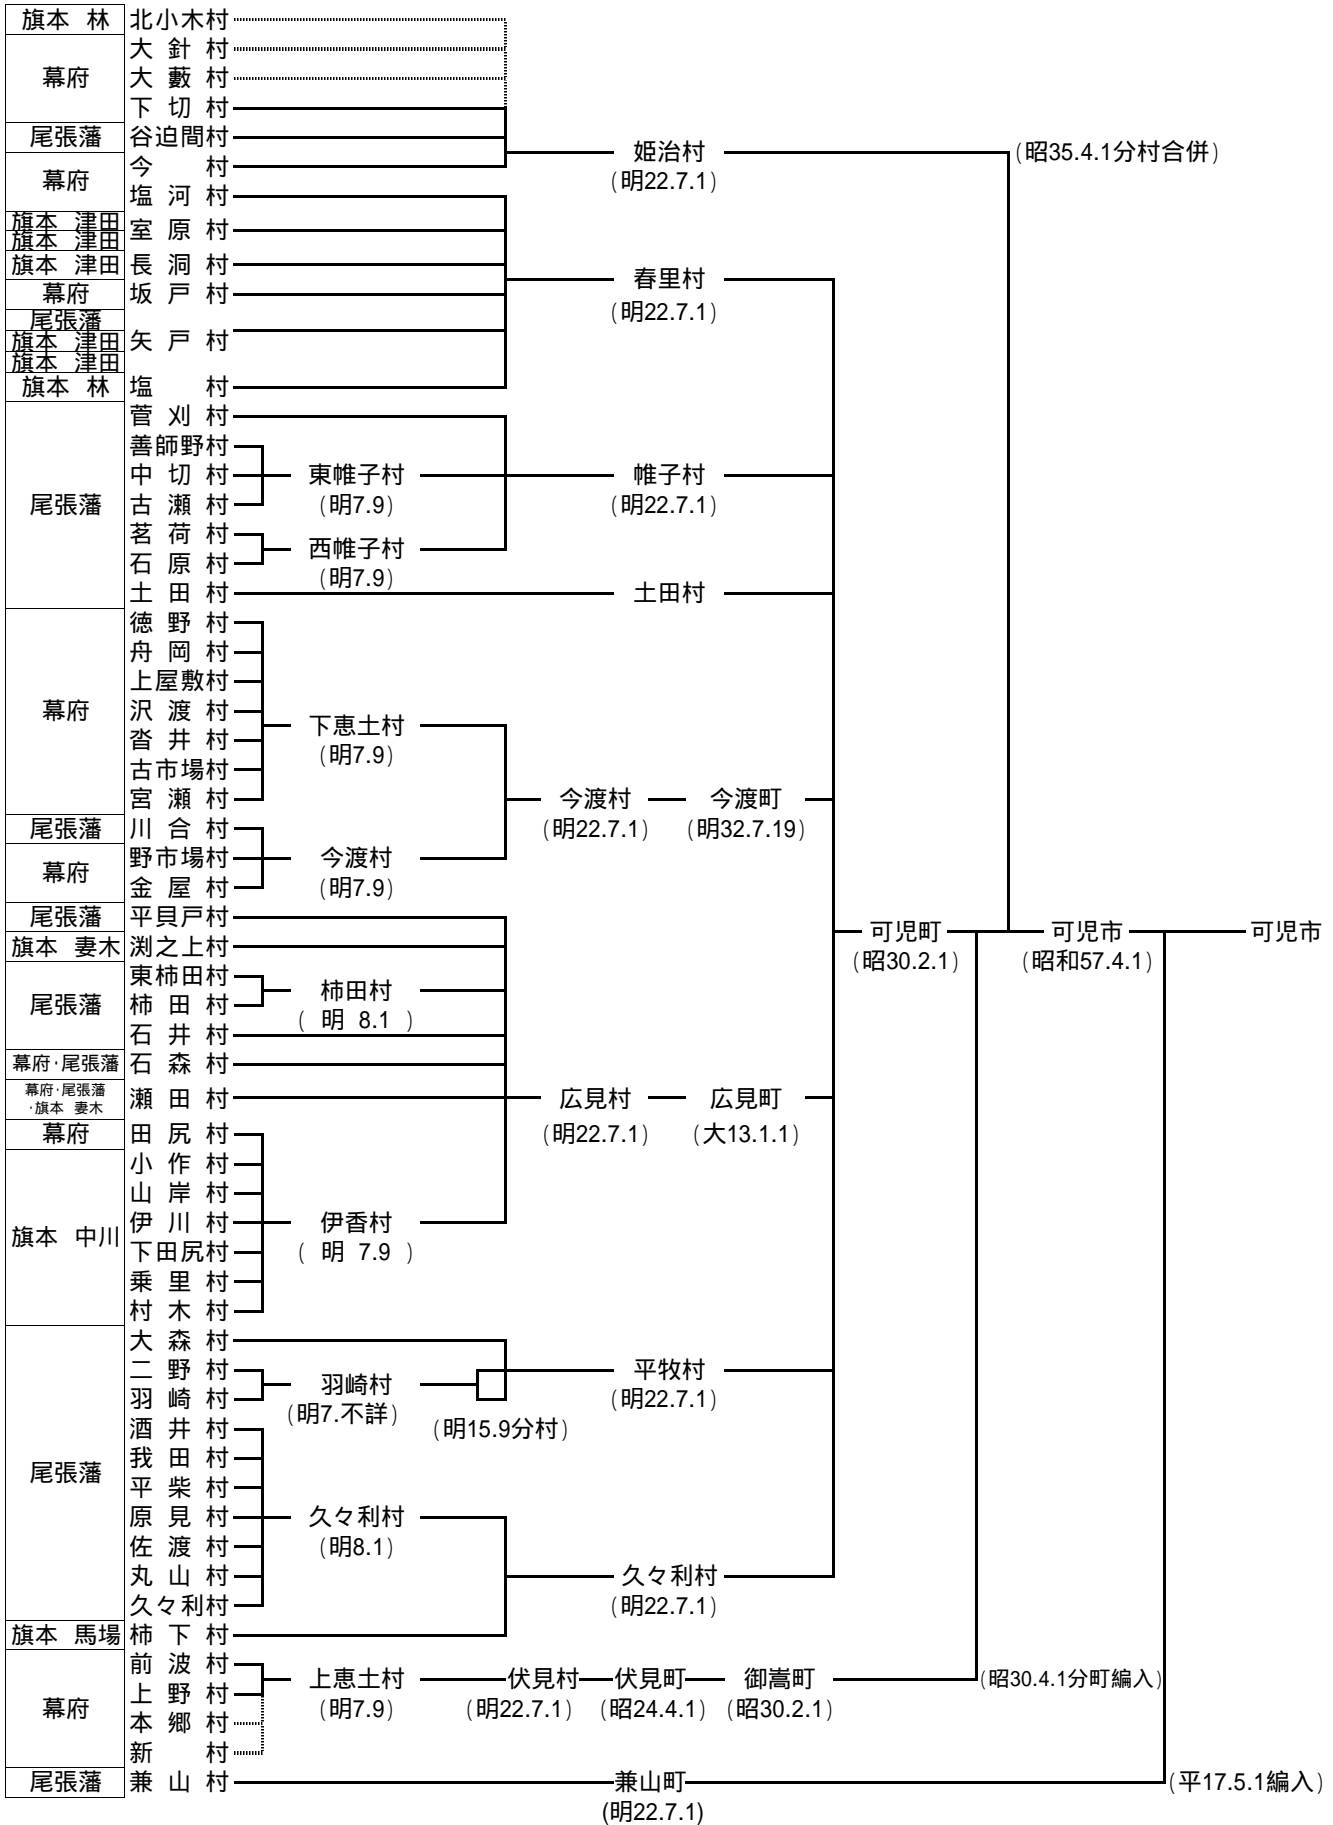 旗本 林 北小木村
幕府 大針村
大藪村
下切村
尾張藩 谷迫間村
幕府 今村
塩河村
旗本 津田
旗本 津田
室原村
旗本 津田 長洞村
幕府 坂戸村
尾張藩
旗本 津田
旗本 津田
矢戸村
旗本 林 塩村
姫治村
(明22.7.1)
(昭35.4.1分村合併)
春里村
(明22.7.1)
尾張藩 菅刈村
善師野村
中切村
古瀬村
茗荷村
石原村
土田村
東帷子村
(明7.9)
西帷子村
(明7.9)
帷子村
(明22.7.1)
土田村
幕府 徳野村
舟岡村
上屋敷村
沢渡村
沓井村
古市場村
宮瀬村
尾張藩 川合村
幕府 野市場村
金屋村
下恵土村
(明7.9)
今渡村
(明7.9)
今渡村
(明22.7.1)
今渡町
(明32.7.19)
尾張藩 平貝戸村
旗本 妻木 渕之上村
尾張藩 東柿田村
柿田村
石井村
幕府·尾張藩 石森村
幕府·尾張藩
·旗本 妻木
瀬田村
幕府 田尻村
旗本 中川 小作村
山岸村
伊川村
下田尻村
乗里村
村木村
柿田村
( 明 8.1 )
伊香村
( 明 7.9 )
広見村
(明22.7.1)
広見町
(大13.1.1)
可児町
(昭30.2.1)
可児市
(昭和57.4.1)
可児市
尾張藩 大森村
二野村
羽崎村
酒井村
我田村
平柴村
原見村
佐渡村
丸山村
久々利村
旗本 馬場 柿下村
羽崎村
(明7.不詳)
(明15.9分村)
平牧村
(明22.7.1)
久々利村
(明8.1)
久々利村
(明22.7.1)
幕府 前波村
上野村
本郷村
新村
上恵土村
(明7.9)
伏見村
(明22.7.1)
伏見町
(昭24.4.1)
御嵩町
(昭30.2.1)
(昭30.4.1分町編入)
尾張藩 兼山村
兼山町
(明22.7.1)
(平17.5.1編入)